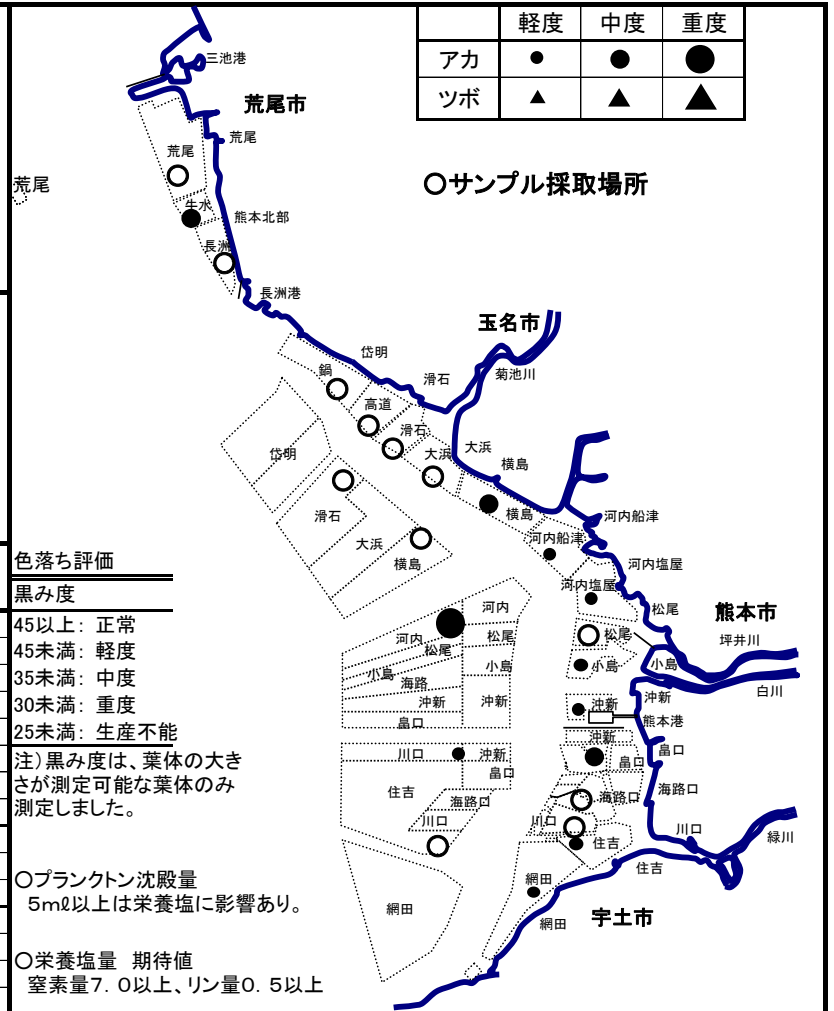 軽度 中度 重度
アカ
ツボ
三池港
荒尾市
荒尾
荒尾
荒尾
○サンプル採取場所
牛水
熊本北部
長洲
長洲港
玉名市
岱明
鍋
滑石
菊池川
高道
滑石
大浜
大浜
横島
岱明
滑石
横島
大浜
横島
河内船津
河内船津
河内塩屋
河内塩屋
松尾
熊本市
河内
河内
松尾
松尾
松尾
坪井川
小島
小島
小島
小島
海路
白川
沖新
沖新
沖新
沖新
畠口
熊本港
沖新
川口
沖新
畠口
畠口
畠口
住吉
海路口
海路口
海路口
川口
川口
川口
住吉
緑川
住吉
網田
網田
網田
宇土市
色落ち評価
黒み度
45以上: 正常
45未満: 軽度
35未満: 中度
30未満: 重度
25未満: 生産不能
注)黒み度は、葉体の大き
さが測定可能な葉体のみ
測定しました。
○プランクトン沈殿量
5mℓ以上は栄養塩に影響あり。
○栄養塩量 期待値
窒素量7.0以上、リン量0.5以上